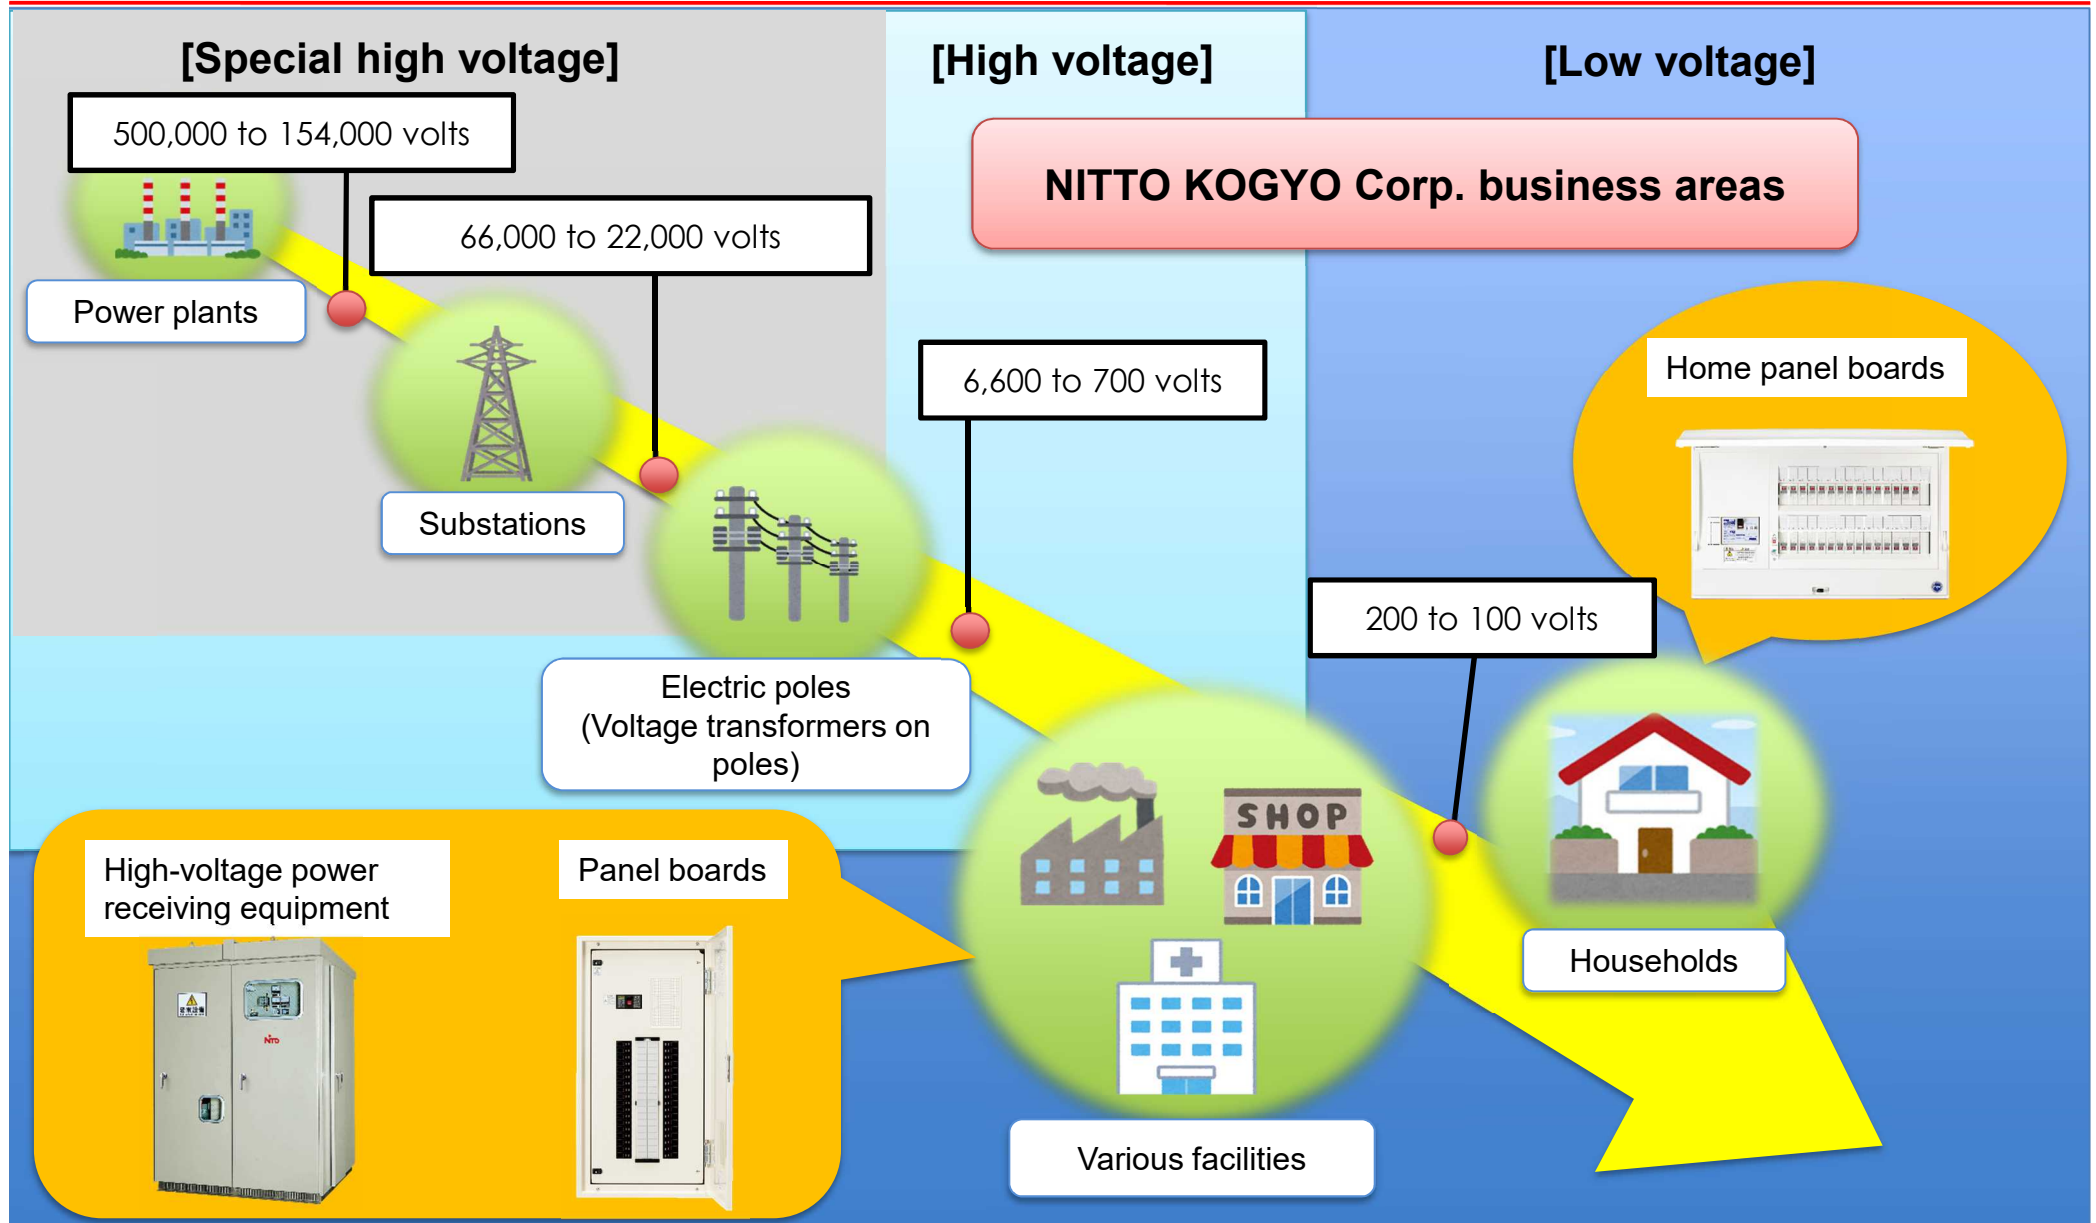 [Special high voltage]
[High voltage]
[Low voltage]
500,000 to 154,000 volts
NITTO KOGYO Corp. business areas
66,000 to 22,000 volts
Power plants
6,600 to 700 volts
Home panel boards
Substations
200 to 100 volts
Electric poles
(Voltage transformers on
poles)
SHOP
High-voltage power
receiving equipment
Panel boards
Households
NITO
Various facilities